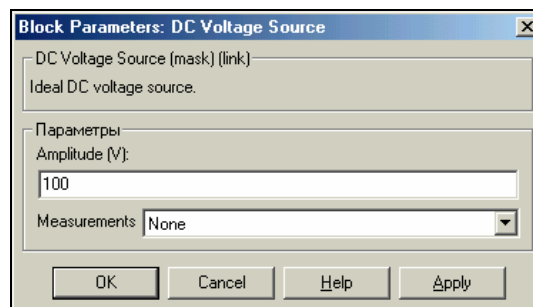 Block Parameters: DC Voltage Source
DC Voltage Source (mask) (link)
Ideal DC voltage source.
Параметры
Amplitude (V):
100
Measurements None
OK Cancel Help Apply